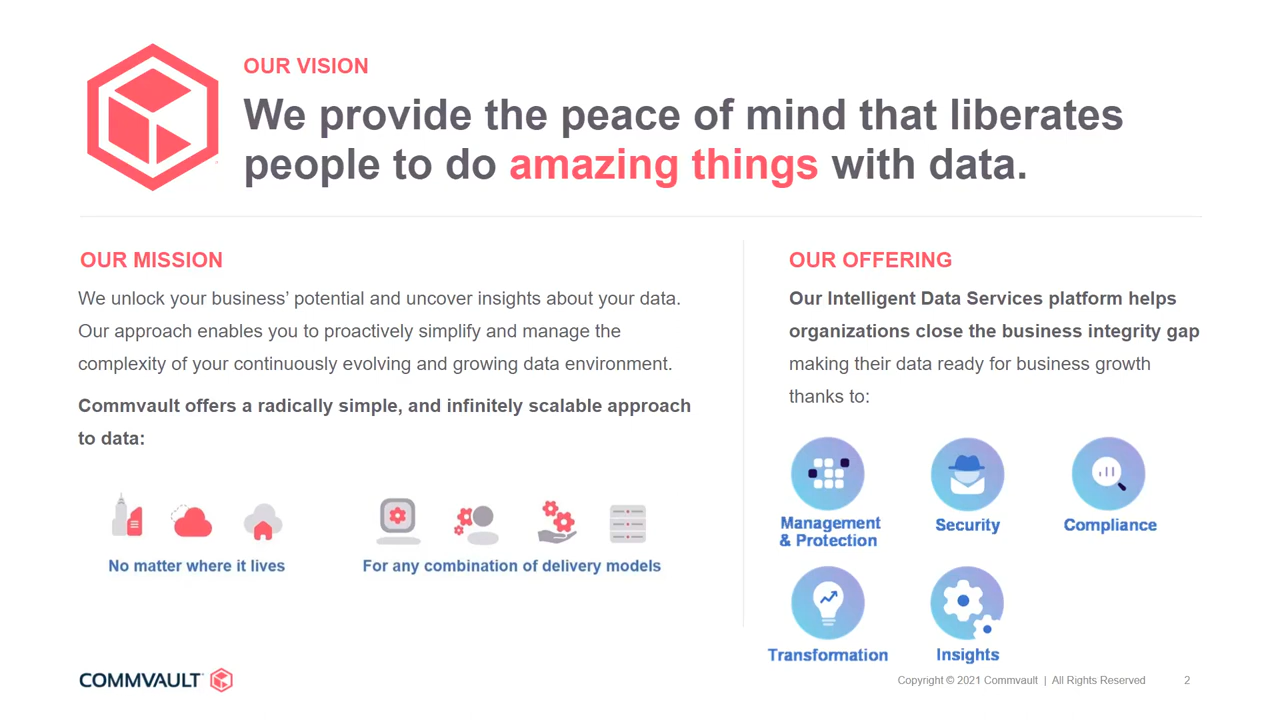 OUR VISION
We provide the peace of mind that liberates
people to do amazing things with data.
OUR MISSION
We unlock your business’ potential and uncover insights about your data.
Our approach enables you to proactively simplify and manage the
complexity of your continuously evolving and growing data environment.
Commvault offers a radically simple, and infinitely scalable approach
to data:
No matter where it lives
For any combination of delivery models
OUR OFFERING
Our Intelligent Data Services platform helps
organizations close the business integrity gap
making their data ready for business growth
thanks to:
Management
& Protection
Security
Compliance
Transformation
Insights
COMMVAULT
Copyright © 2021 Commvault | All Rights Reserved
2